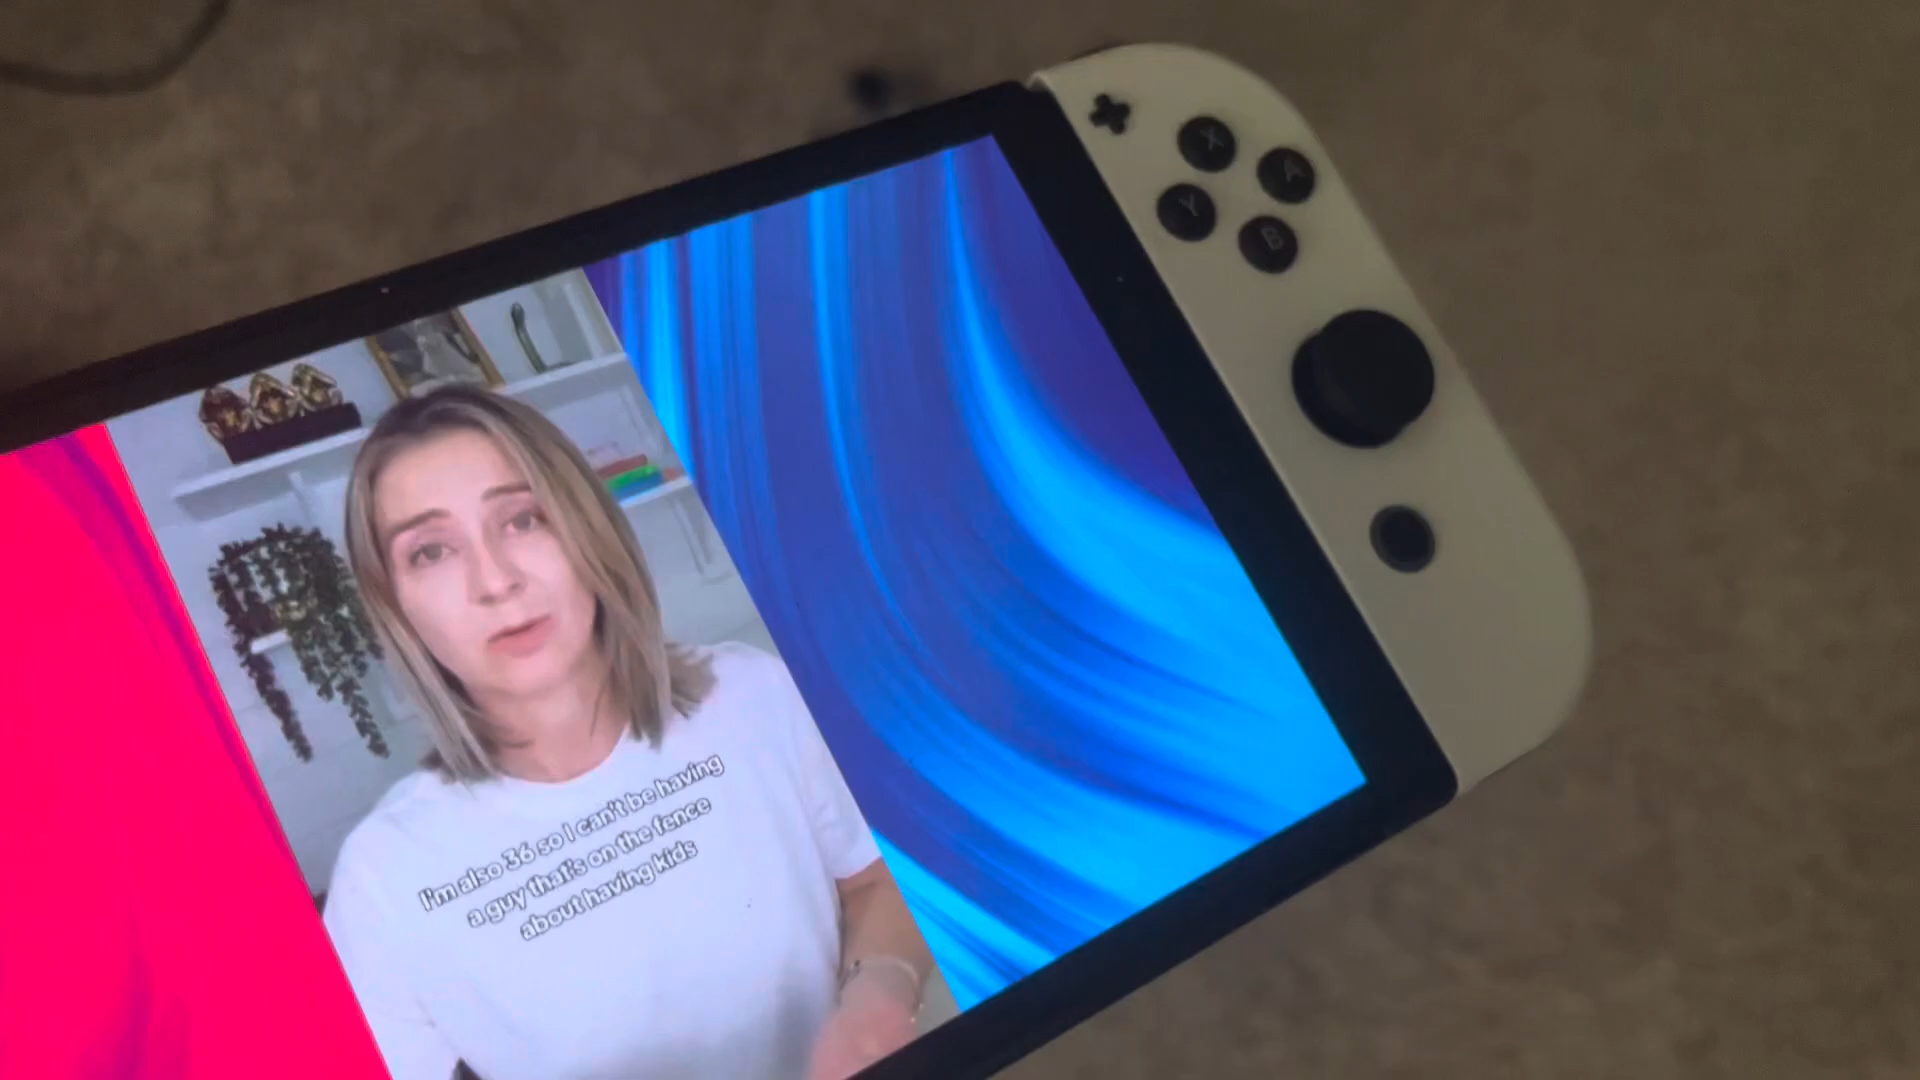 X
A
Y
B
I'm also 36 so I can't be having
a guy that's on the fence
about having kids